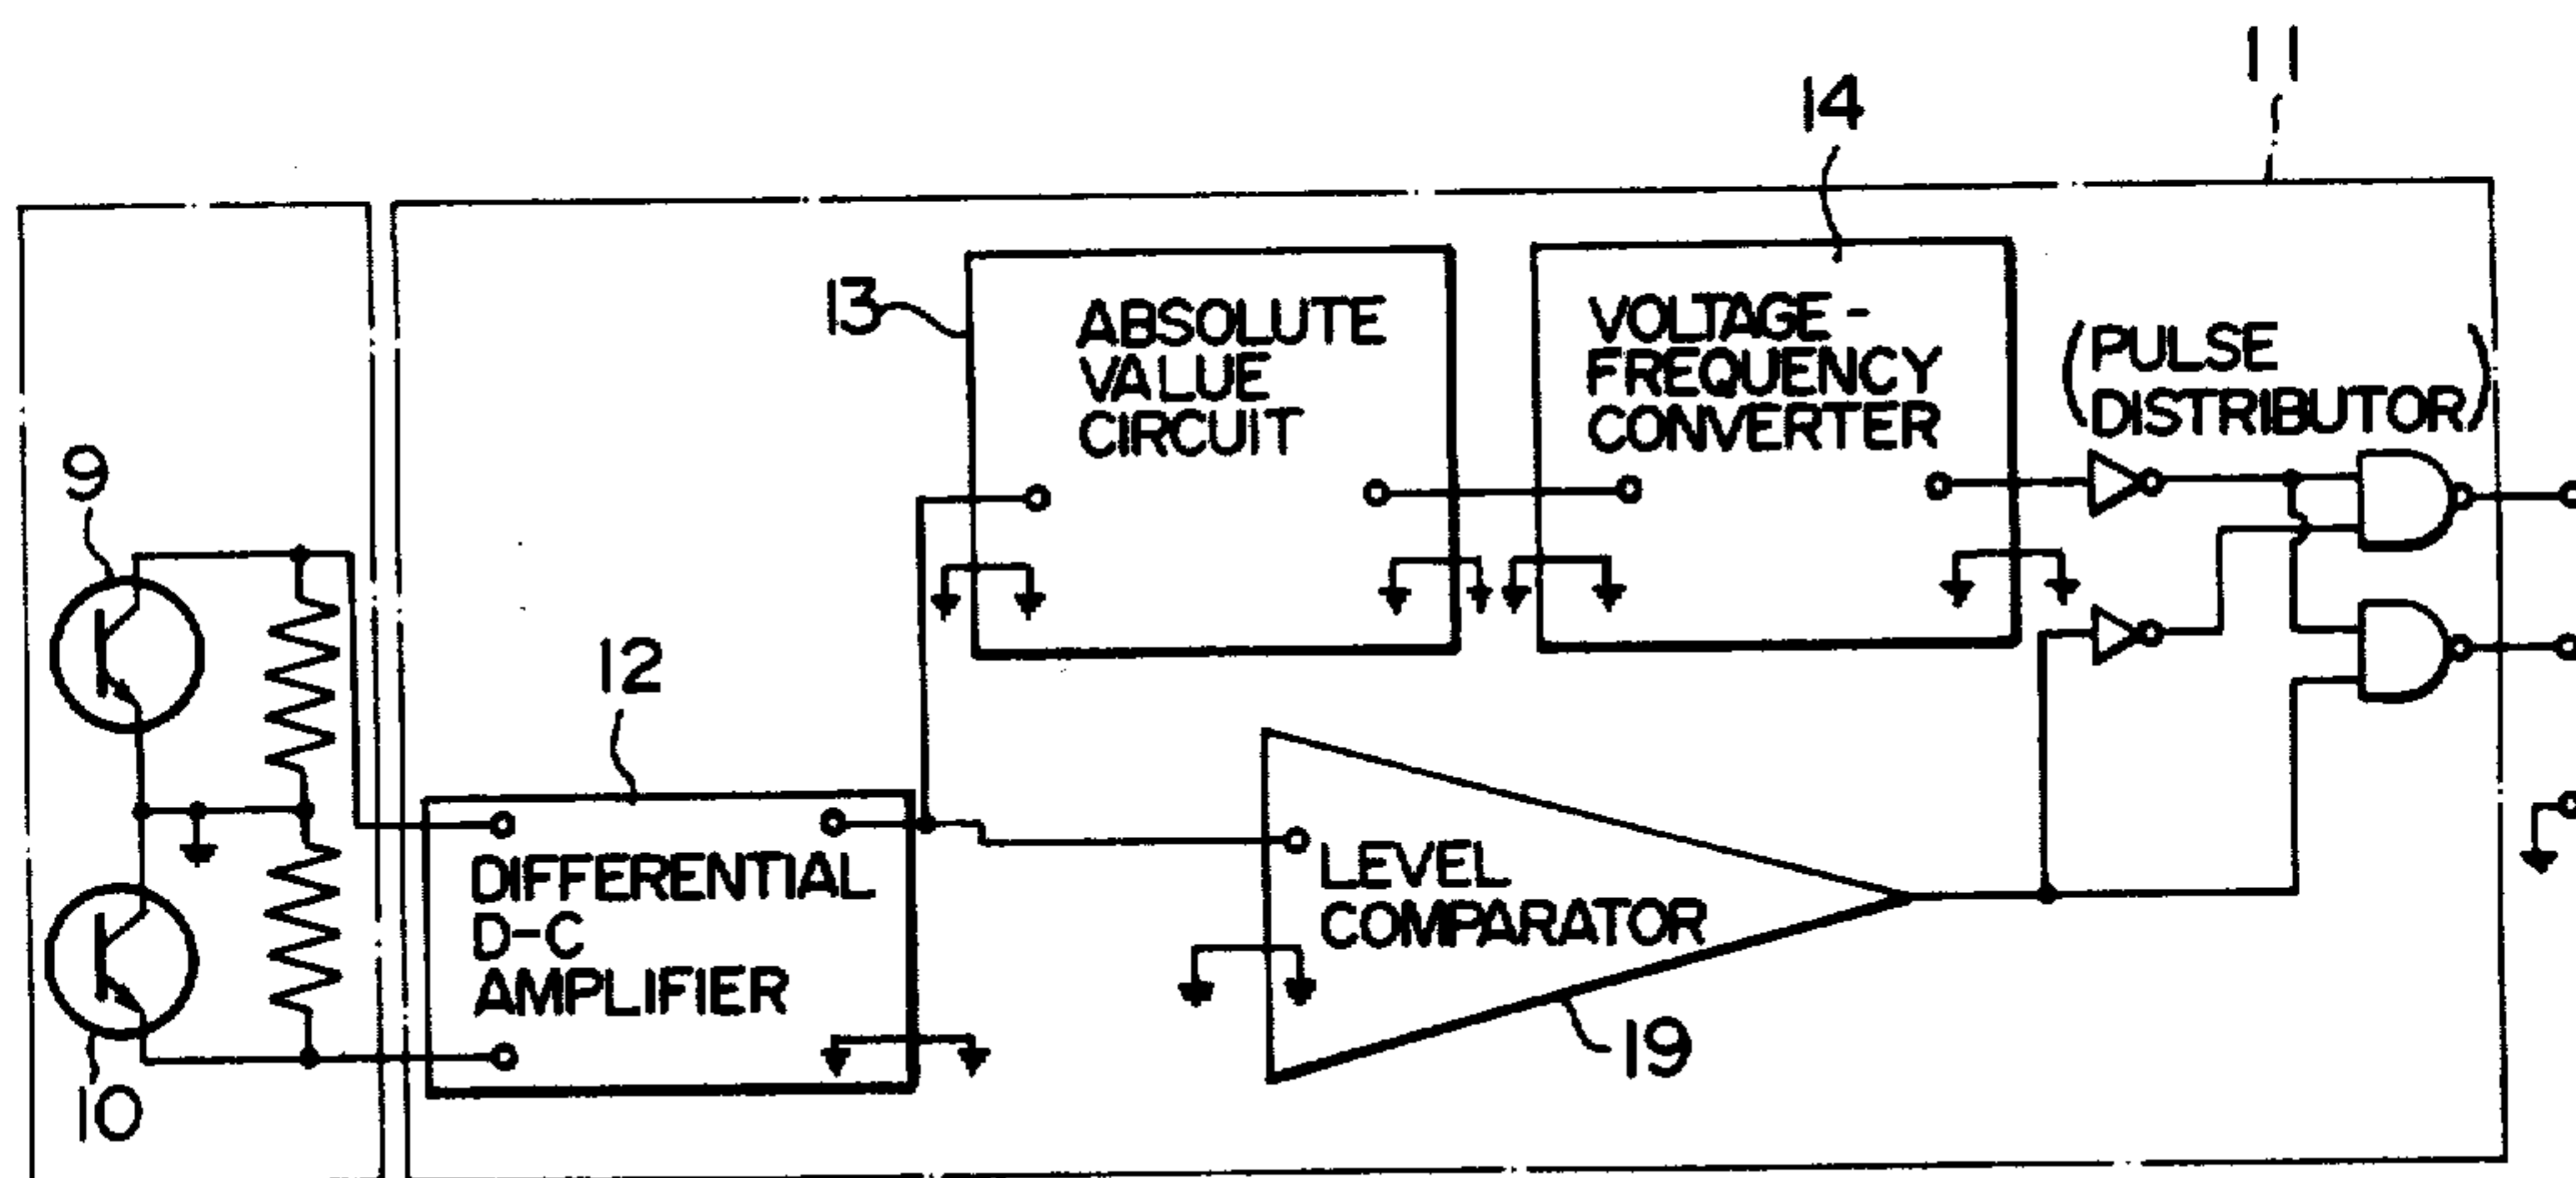 11
14
13
ABSOLUTE
VALUE
CIRCUIT
VOLTAGE-
FREQUENCY
CONVERTER
(PULSE
DISTRIBUTOR)
9
12
DIFFERENTIAL
D-C
AMPLIFIER
LEVEL
COMPARATOR
19
10